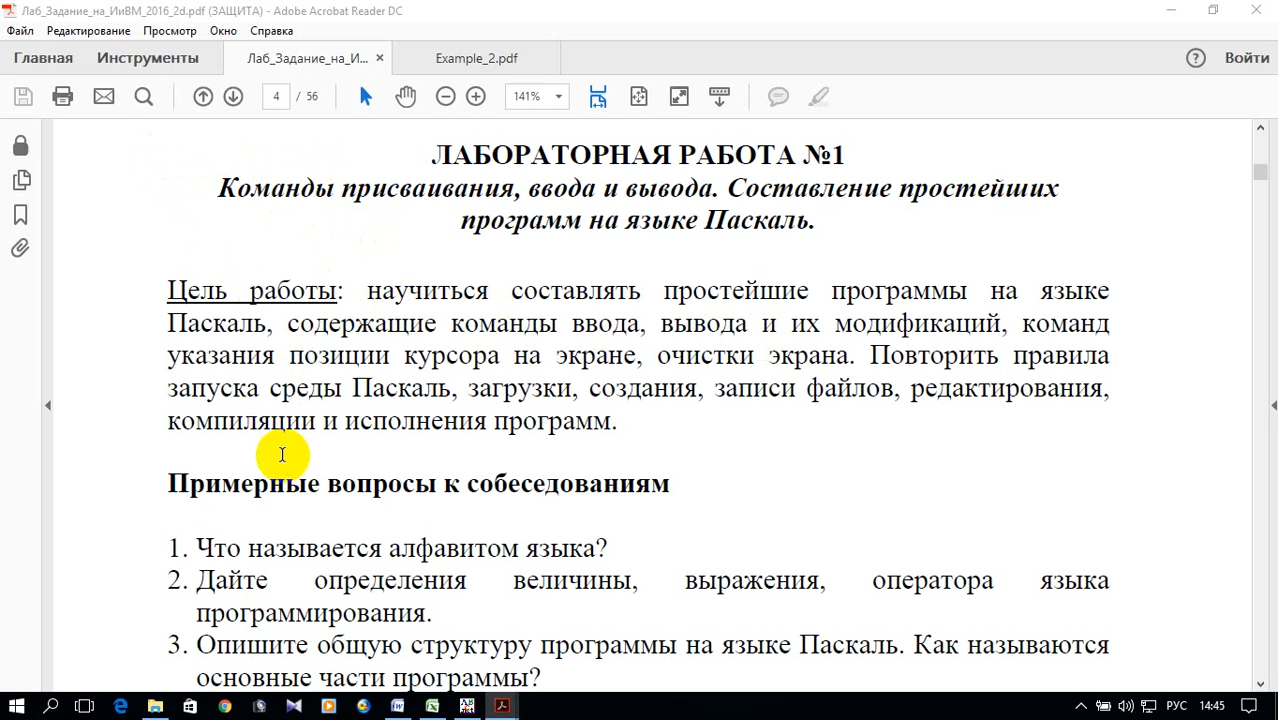 Лаб_Задание_на_ИиВМ_2016_2d.pdf (ЗАЩИТА) - Adobe Acrobat Reader DC
Файл Редактирование Просмотр Окно Справка
Главная Инструменты Лаб_Задание_на_И... × Example_2.pdf Войти
4 / 56 141%
ЛАБОРАТОРНАЯ РАБОТА №1
Команды присваивания, ввода и вывода. Составление простейших
программ на языке Паскаль.
Цель работы: научиться составлять простейшие программы на языке
Паскаль, содержащие команды ввода, вывода и их модификаций, команд
указания позиции курсора на экране, очистки экрана. Повторить правила
запуска среды Паскаль, загрузки, создания, записи файлов, редактирования,
компиляции и исполнения программ.
Примерные вопросы к собеседованиям
1. Что называется алфавитом языка?
2. Дайте определения величины, выражения, оператора языка
программирования.
3. Опишите общую структуру программы на языке Паскаль. Как называются
основные части программы?
РУС 14:45